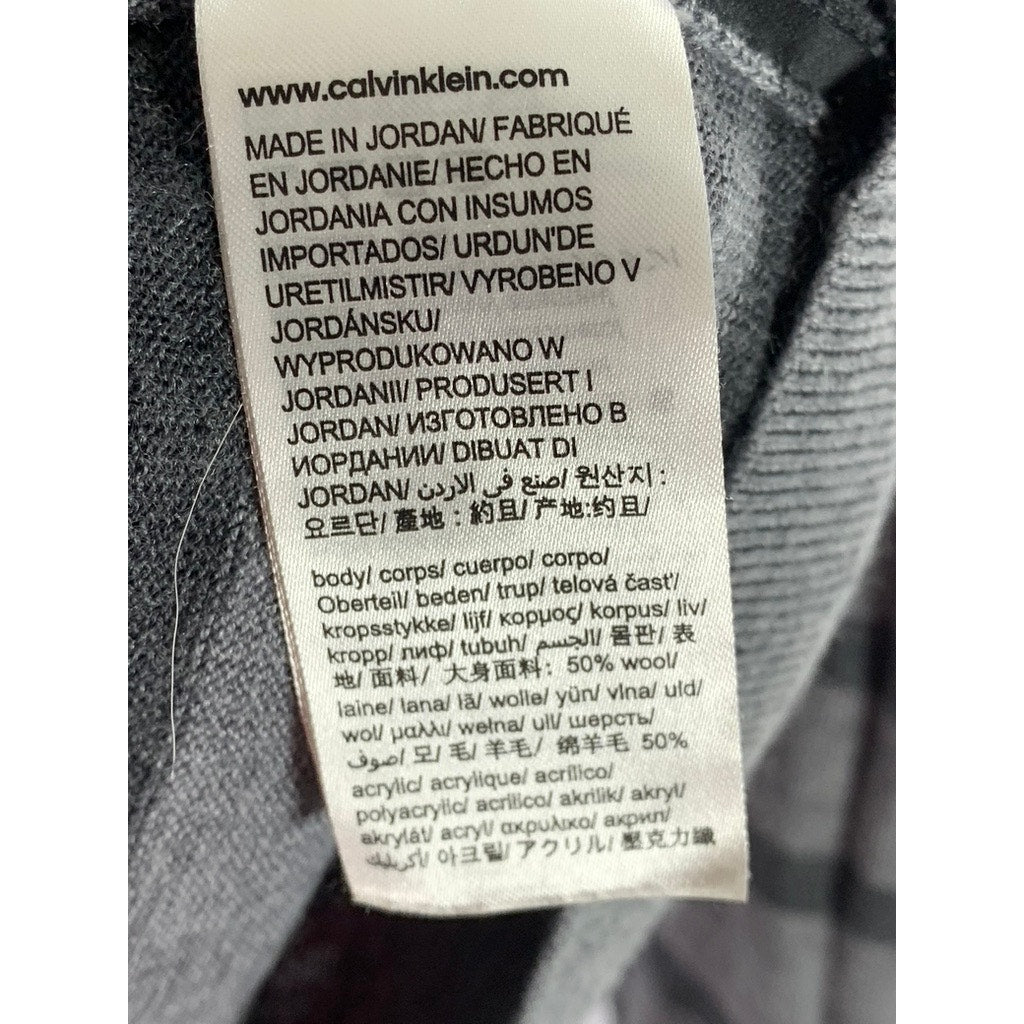 www.calvinklein.com
MADE IN JORDAN/ FABRIQUÉ
EN JORDANIE/ HECHO EN
JORDANIA CON INSUMOS
IMPORTADOS/ URDUN'DE
URETILMISTIR/ VYROBENO V
JORDÁNSKU/
WYPRODUKOWANO W
JORDANII/ PRODUSERT I
JORDAN/ ИЗГОТОВЛЕНО В
ИОРДАНИИ/ DIBUAT DI
JORDAN/ صنع في الاردن/ 원산지 :
요르단/ 產地 : 約旦/ 产地:约旦/
body/ corps/ cuerpo/ corpo/
Oberteil/ beden/ trup/ telová časť/
kropsstykke/ lijf/ κορμος/ korpus/ liv/
kropp/ лиф/ tubuh/ الجسم/ 몸판/ 表
地/ 面料/ 大身面料: 50% wool/
laine/ lana/ lã/ wolle/ yün/ vlna/ uld/
wol/ μαλλι/ wełna/ ull/ шерсть/
صوف/ 모/ 毛/ 羊毛/ 绵羊毛 50%
acrylic/ acrylique/ acrílico/
polyacrylic/ acrilico/ akrilik/ akryl/
akrylát/ acryl/ ακρυλικο/ акрил/
أكريليك/ 아크릴/ アクリル/ 壓克力纖